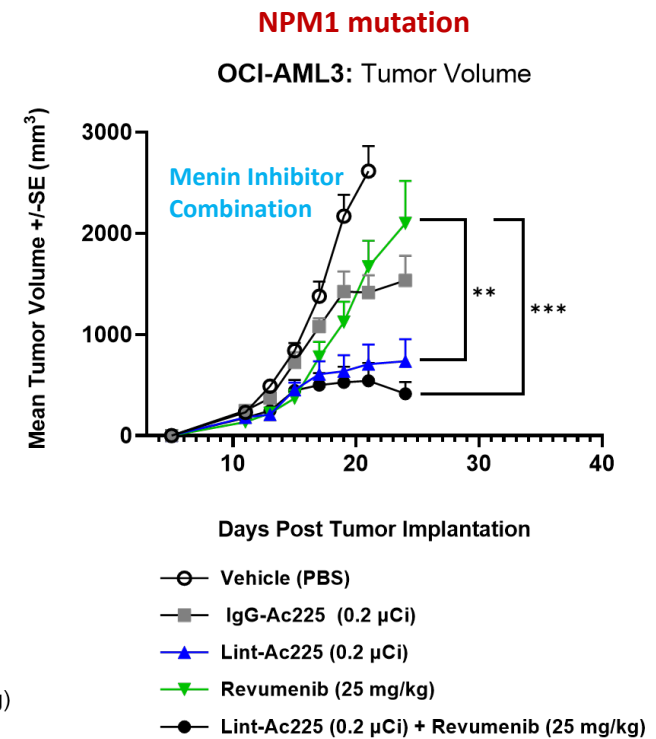 NPM1 mutation
OCI-AML3: Tumor Volume
Mean Tumor Volume +/-SE (mm³)
3000
2000
1000
0
Menin Inhibitor
Combination
**
***
10
20
30
40
Days Post Tumor Implantation
Vehicle (PBS)
IgG-Ac225 (0.2 µCi)
Lint-Ac225 (0.2 µCi)
Revumenib (25 mg/kg)
Lint-Ac225 (0.2 µCi) + Revumenib (25 mg/kg)